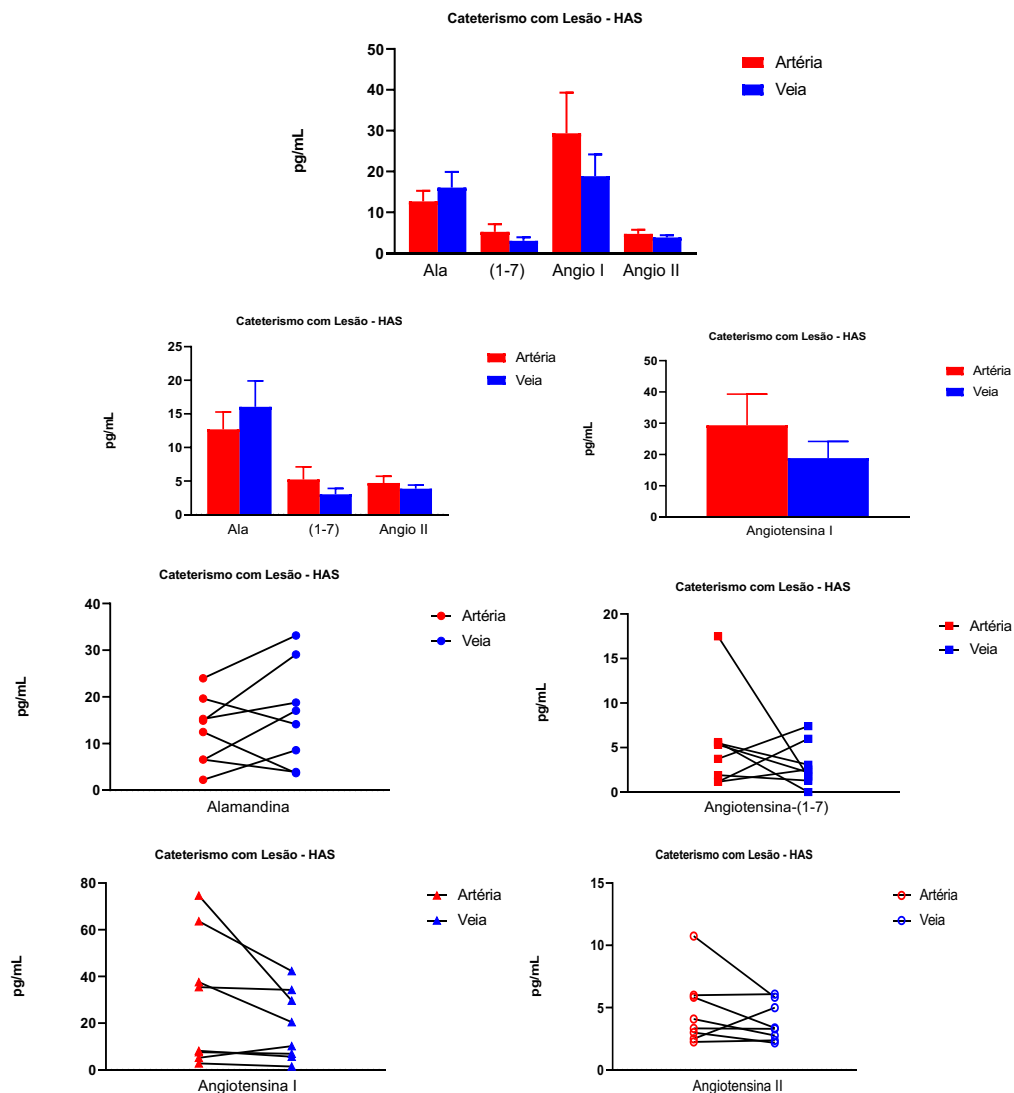 Cateterismo com Lesão - HAS
50
40
30
20
10
0
pg/mL
Artéria
Veia
Ala (1-7) Angio I Angio II
Cateterismo com Lesão - HAS
25
20
15
10
5
0
pg/mL
Artéria
Veia
Ala (1-7) Angio II
Cateterismo com Lesão - HAS
50
40
30
20
10
0
pg/mL
Artéria
Veia
Angiotensina I
Cateterismo com Lesão - HAS
40
30
20
10
0
pg/mL
Artéria
Veia
Alamandina
Cateterismo com Lesão - HAS
20
15
10
5
0
pg/mL
Artéria
Veia
Angiotensina-(1-7)
Cateterismo com Lesão - HAS
80
60
40
20
0
pg/mL
Artéria
Veia
Angiotensina I
Cateterismo com Lesão - HAS
15
10
5
0
pg/mL
Artéria
Veia
Angiotensina II